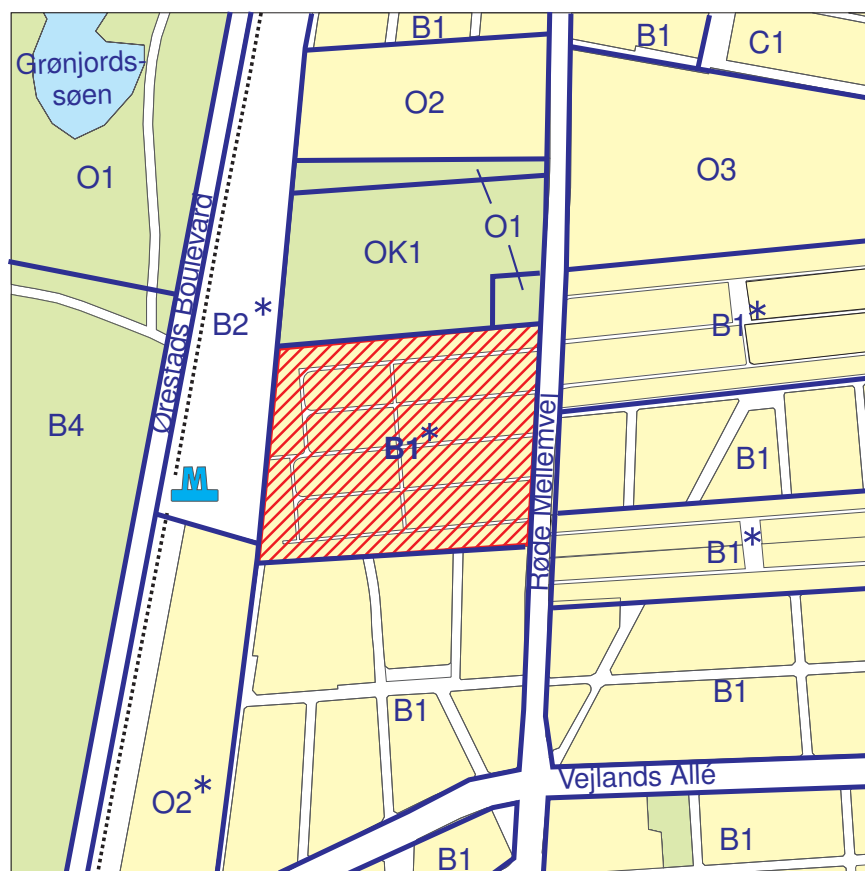 B1
B1
C1
Grønjords-
søen
O2
O1
O3
O1
OK1
B2*
B1*
Ørestads Boulevard
B4
B1*
B1
M
Røde Mellemvej
B1*
B1
B1
Vejlands Allé
O2*
B1
B1